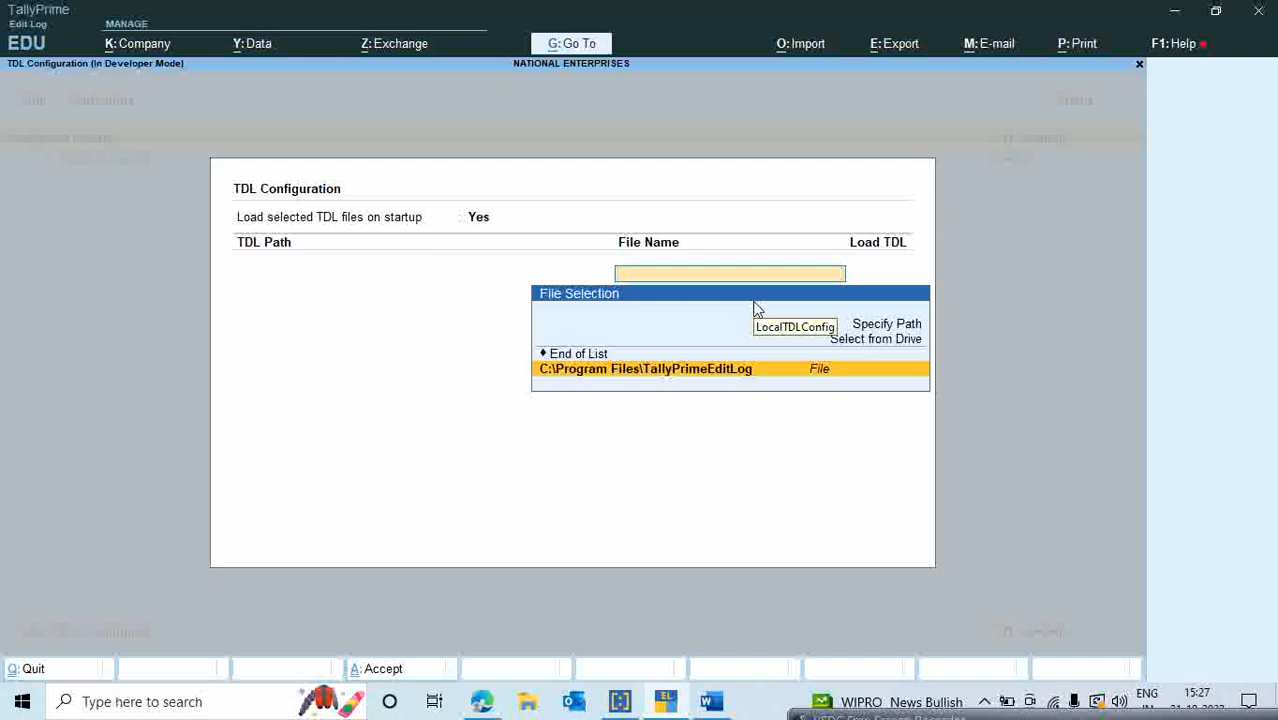 TallyPrime
Edit Log
EDU
MANAGE
K: Company
Y: Data
Z: Exchange
G: Go To
O: Import
E: Export
M: E-mail
P: Print
F1: Help
TDL Configuration (In Developer Mode)
NATIONAL ENTERPRISES
TDL Configuration
Load selected TDL files on startup : Yes
TDL Path
File Name
Load TDL
File Selection
LocalTDLConfig
Specify Path
Select from Drive
♦ End of List
C:\Program Files\TallyPrimeEditLog
File
Q: Quit
A: Accept
Type here to search
WIPRO News Bullish
ENG
15:27